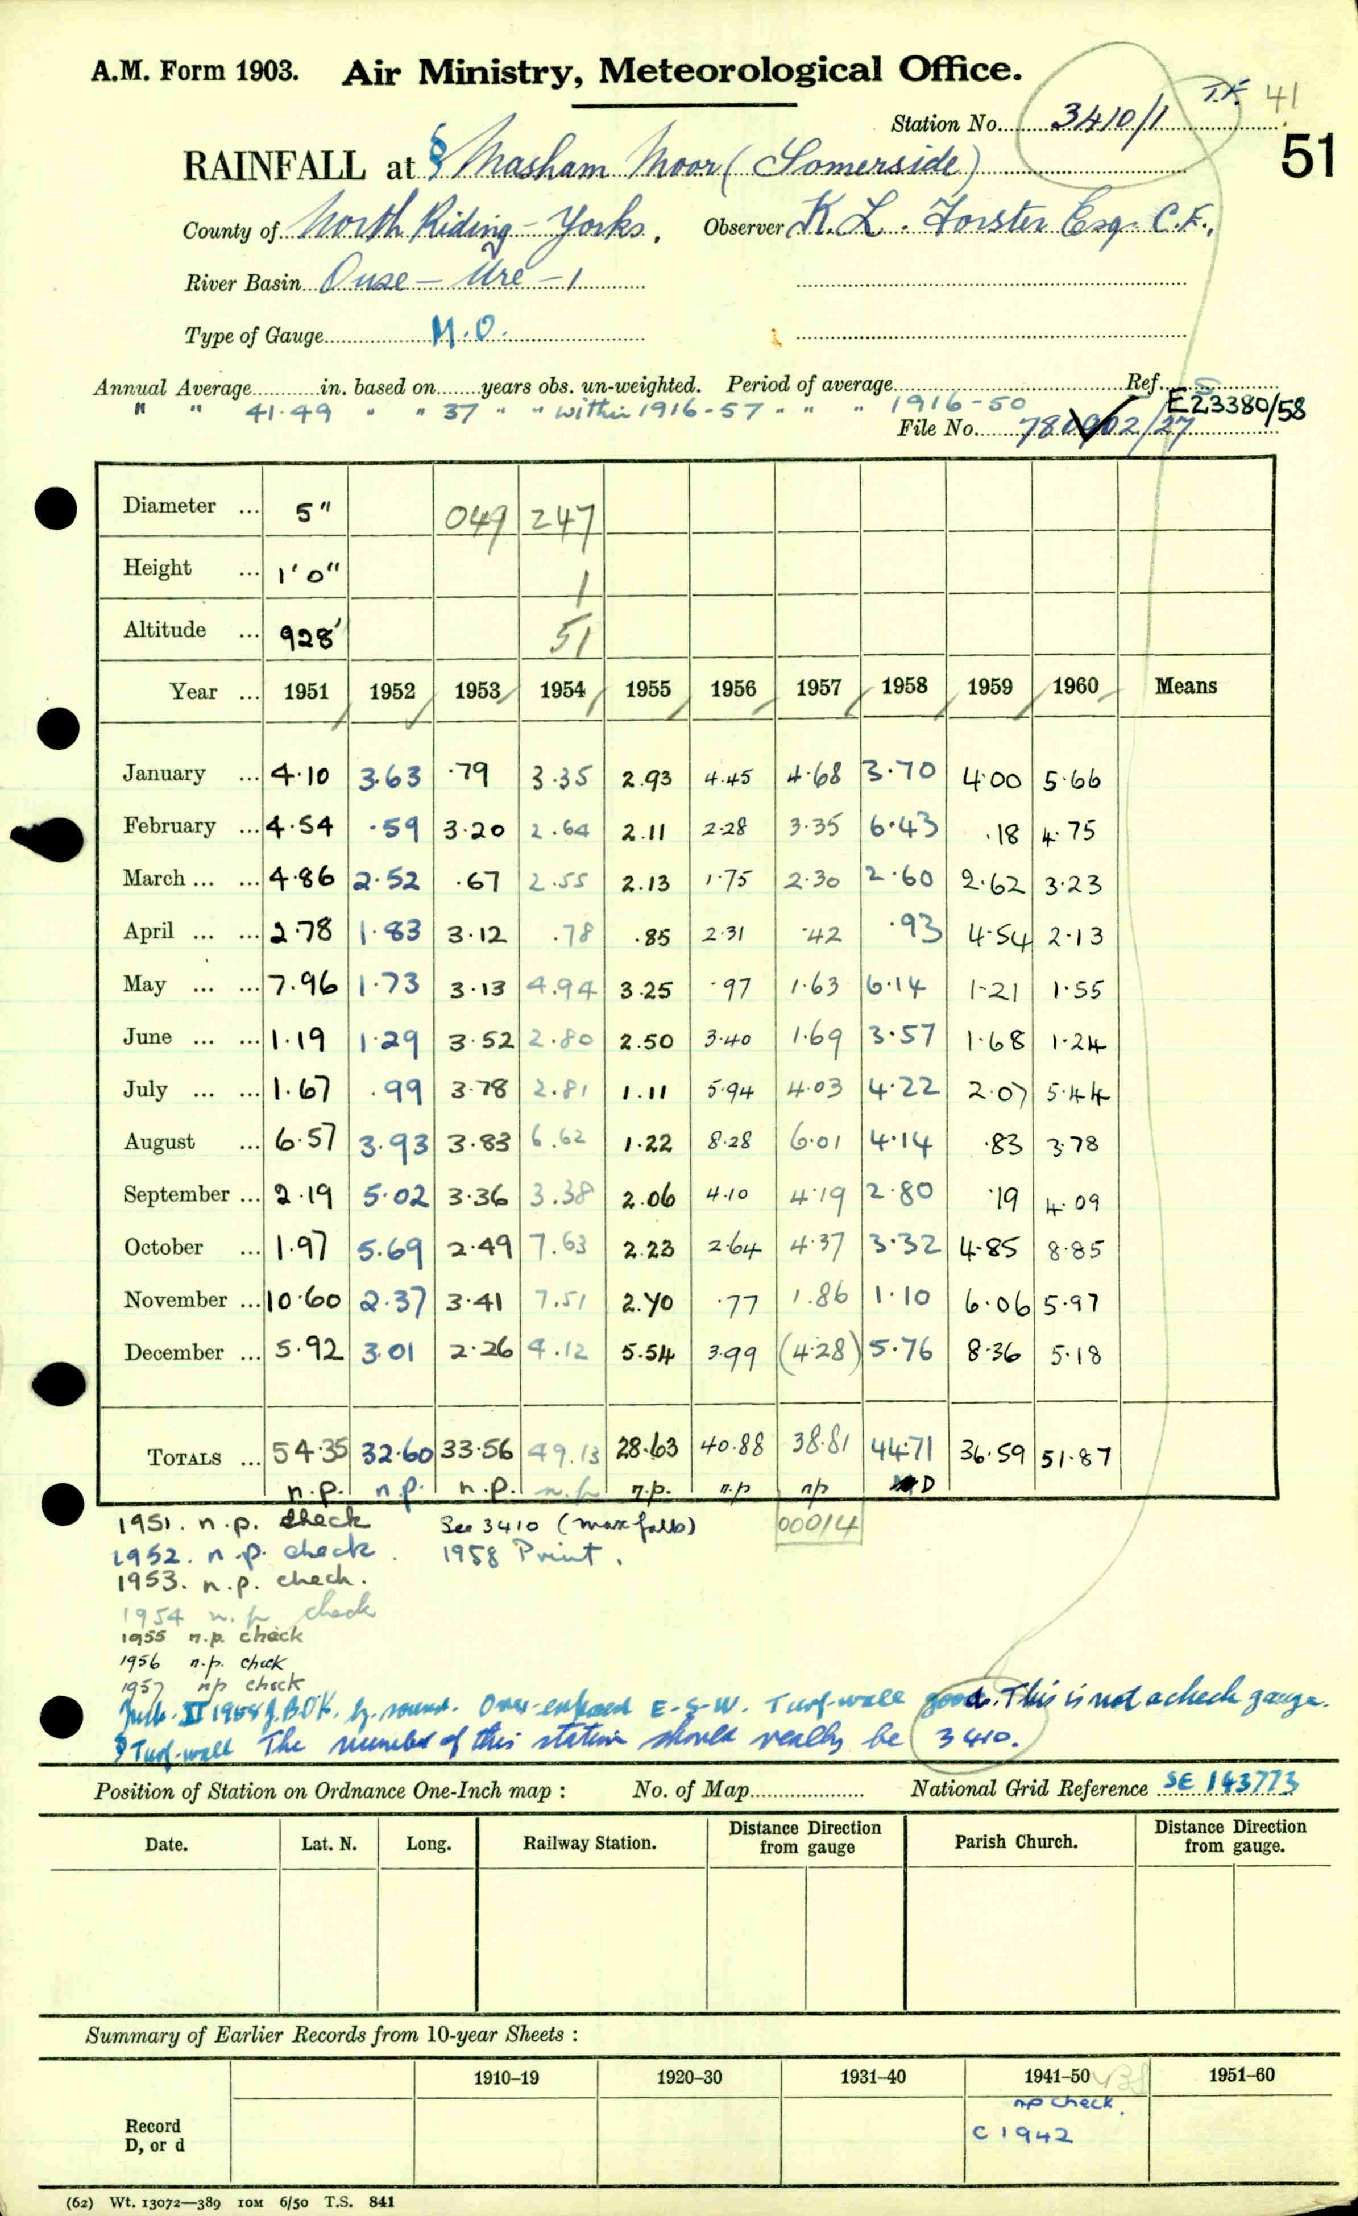 A.M. Form 1903. Air Ministry, Meteorological Office.
T.K. 41
Station No. 3410/1
51
RAINFALL at § Masham Moor (Somerside)
County of North Riding - Yorks. Observer K. L. Forster Esq. C.E.,
River Basin Ouse - Ure - 1
Type of Gauge M.O.
Annual Average in. based on years obs. un-weighted. Period of average Ref. S
" " 41.49 " " 37 " " within 1916-57 " " " 1916-50 E23380/58
File No. 781902/27
Diameter ... 5" 049 247
Height ... 1'0" 1
Altitude ... 928' 51
Year ... 1951 1952 1953 1954 1955 1956 1957 1958 1959 1960 Means
January ... 4.10 3.63 .79 3.35 2.93 4.45 4.68 3.70 4.00 5.66
February ... 4.54 .59 3.20 2.64 2.11 2.28 3.35 6.43 .18 4.75
March ... ... 4.86 2.52 .67 2.55 2.13 1.75 2.30 2.60 2.62 3.23
April ... ... 2.78 1.83 3.12 .78 .85 2.31 .42 .93 4.54 2.13
May ... ... 7.96 1.73 3.13 4.94 3.25 .97 1.63 6.14 1.21 1.55
June ... ... 1.19 1.29 3.52 2.80 2.50 3.40 1.69 3.57 1.68 1.24
July ... ... 1.67 .99 3.78 2.81 1.11 5.94 4.03 4.22 2.07 5.44
August ... 6.57 3.93 3.83 6.62 1.22 8.28 6.01 4.14 .83 3.78
September ... 2.19 5.02 3.36 3.38 2.06 4.10 4.19 2.80 .19 4.09
October ... 1.97 5.69 2.49 7.63 2.23 2.64 4.37 3.32 4.85 8.85
November ... 10.60 2.37 3.41 7.51 2.70 .77 1.86 1.10 6.06 5.97
December ... 5.92 3.01 2.26 4.12 5.54 3.99 (4.28) 5.76 8.36 5.18
TOTALS ... 54.35 32.60 33.56 49.13 28.63 40.88 38.81 44.71 36.59 51.87
n.p. n.p. n.p. n.p. n.p. n.p np D
1951. n.p. check See 3410 (max falls) 00014
1952. n.p. check. 1958 Print.
1953. n.p. check.
1954 n.p check
1955 n.p. check
1956 n.p. check
1957 np check
1958 Over-exposed E-S-W. Turf-wall good. This is not a check gauge.
§ Turf-wall The number of this station should really be 3410.
Position of Station on Ordnance One-Inch map : No. of Map National Grid Reference SE 143773
Date. Lat. N. Long. Railway Station. Distance from Direction gauge Parish Church. Distance from Direction gauge.
Summary of Earlier Records from 10-year Sheets :
1910–19 1920–30 1931–40 1941–50 1951–60
Record D, or d
np check.
C 1942
(62) Wt. 13072—389 10M 6/50 T.S. 841